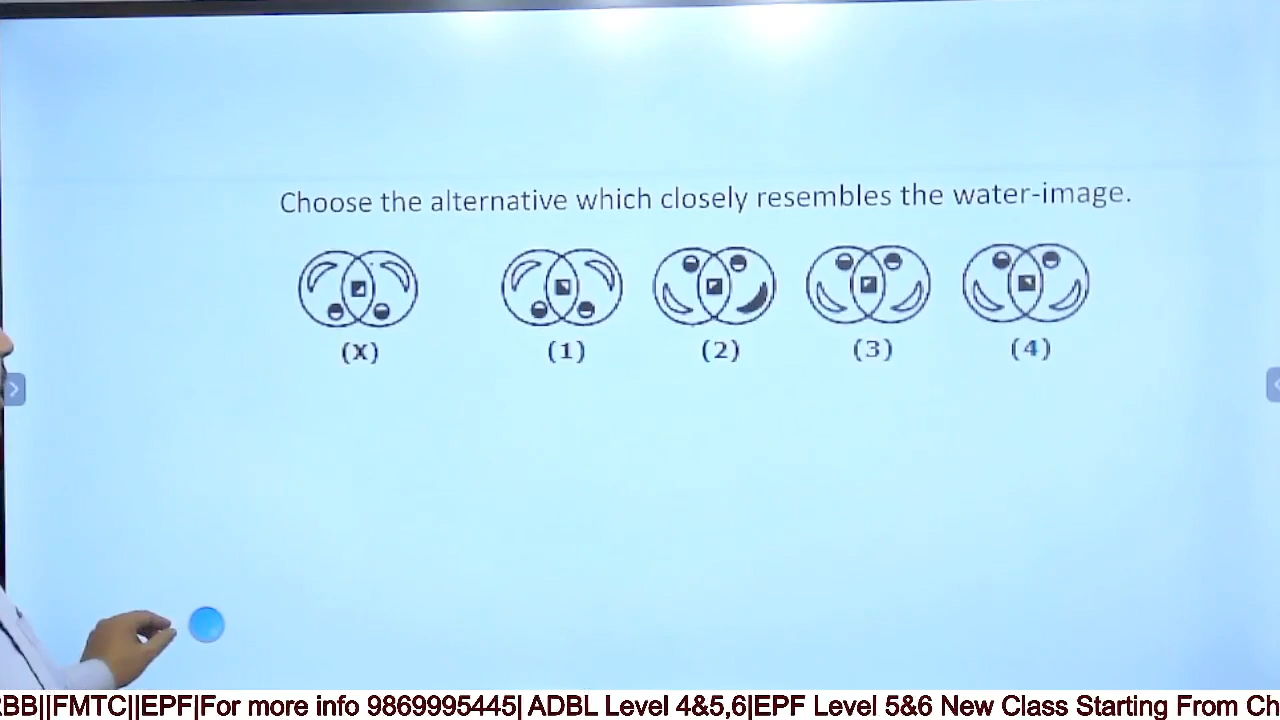 Choose the alternative which closely resembles the water-image.
(X) (1) (2) (3) (4)
RBB||FMTC||EPF|For more info 9869995445| ADBL Level 4&5,6|EPF Level 5&6 New Class Starting From Ch